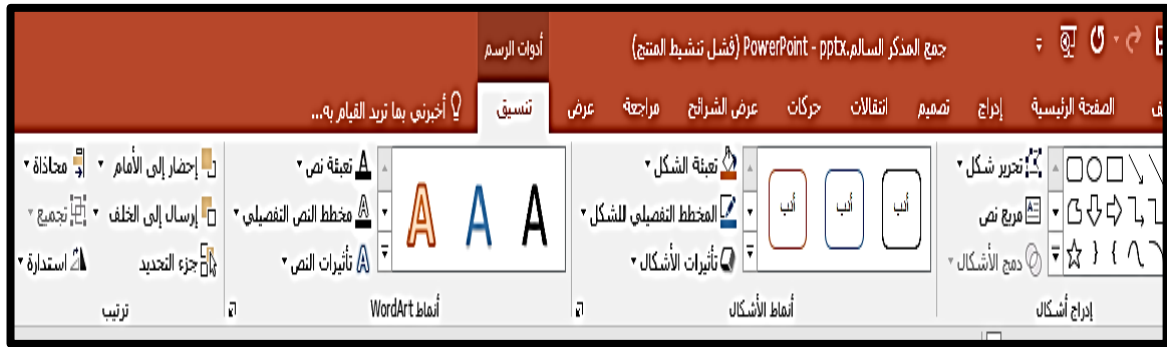 جمع المذكر السالم.pptx - PowerPoint (فشل تنشيط المنتج)
أدوات الرسم
الصفحة الرئيسية
إدراج
تصميم
انتقالات
حركات
عرض الشرائح
مراجعة
عرض
تنسيق
أخبرني بما تريد القيام به...
تحرير شكل
مربع نص
دمج الأشكال
إدراج أشكال
أب
أب
أب
تعبئة الشكل
المخطط التفصيلي للشكل
تأثيرات الأشكال
أنماط الأشكال
A A A
تعبئة نص
مخطط النص التفصيلي
تأثيرات النص
أنماط WordArt
إحضار إلى الأمام
إرسال إلى الخلف
جزء التحديد
محاذاة
تجميع
استدارة
ترتيب